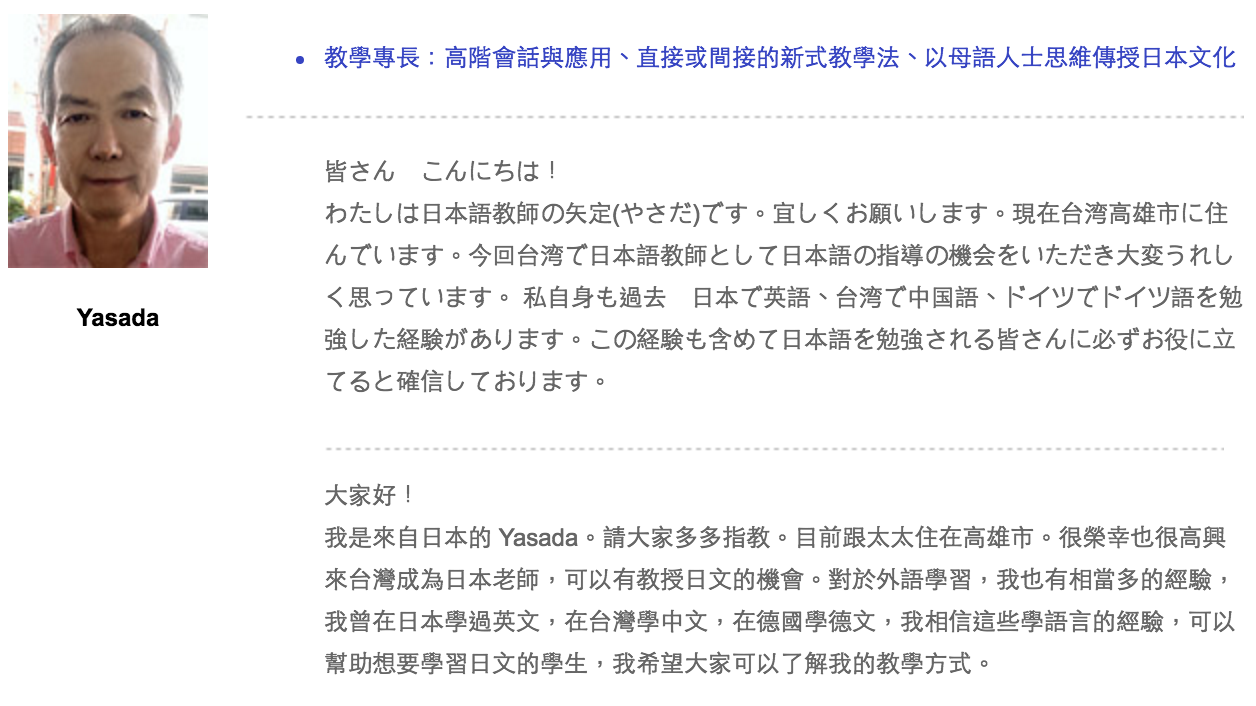 教學專長：高階會話與應用、直接或間接的新式教學法、以母語人士思維傳授日本文化
皆さん　こんにちは！
わたしは日本語教師の矢定(やさだ)です。宜しくお願いします。現在台湾高雄市に住
んでいます。今回台湾で日本語教師として日本語の指導の機会をいただき大変うれし
く思っています。 私自身も過去　日本で英語、台湾で中国語、ドイツでドイツ語を勉
強した経験があります。この経験も含めて日本語を勉強される皆さんに必ずお役に立
てると確信しております。
Yasada
大家好！
我是來自日本的 Yasada。請大家多多指教。目前跟太太住在高雄市。很榮幸也很高興
來台灣成為日本老師，可以有教授日文的機會。對於外語學習，我也有相當多的經驗，
我曾在日本學過英文，在台灣學中文，在德國學德文，我相信這些學語言的經驗，可以
幫助想要學習日文的學生，我希望大家可以了解我的教學方式。